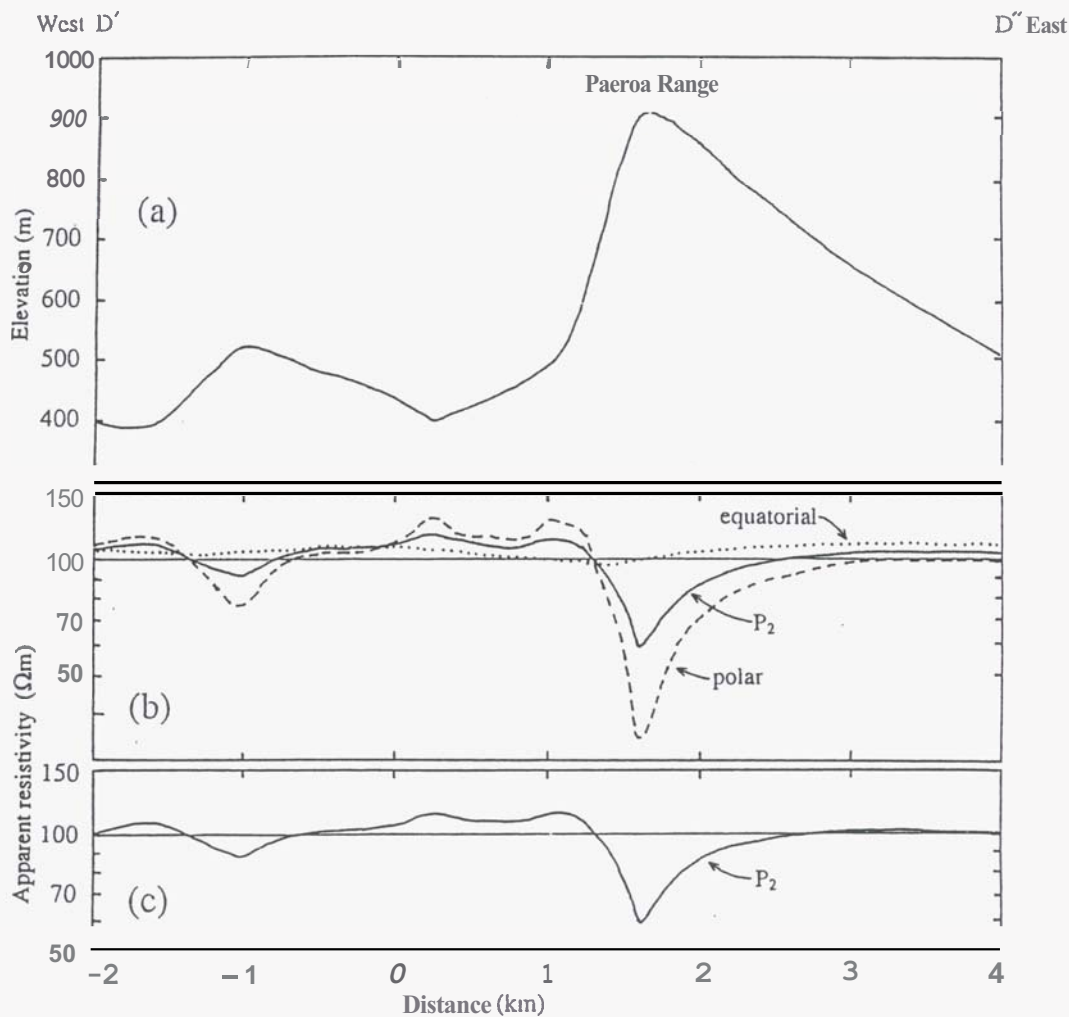 West D′
D″ East
1000
Paeroa Range
900
800
(a)
700
600
500
400
Elevation (m)
150
equatorial
100
P₂
70
polar
50
(b)
Apparent resistivity (Ωm)
150
100
P₂
70
(c)
50
-2 -1 0 1 2 3 4
Distance (km)